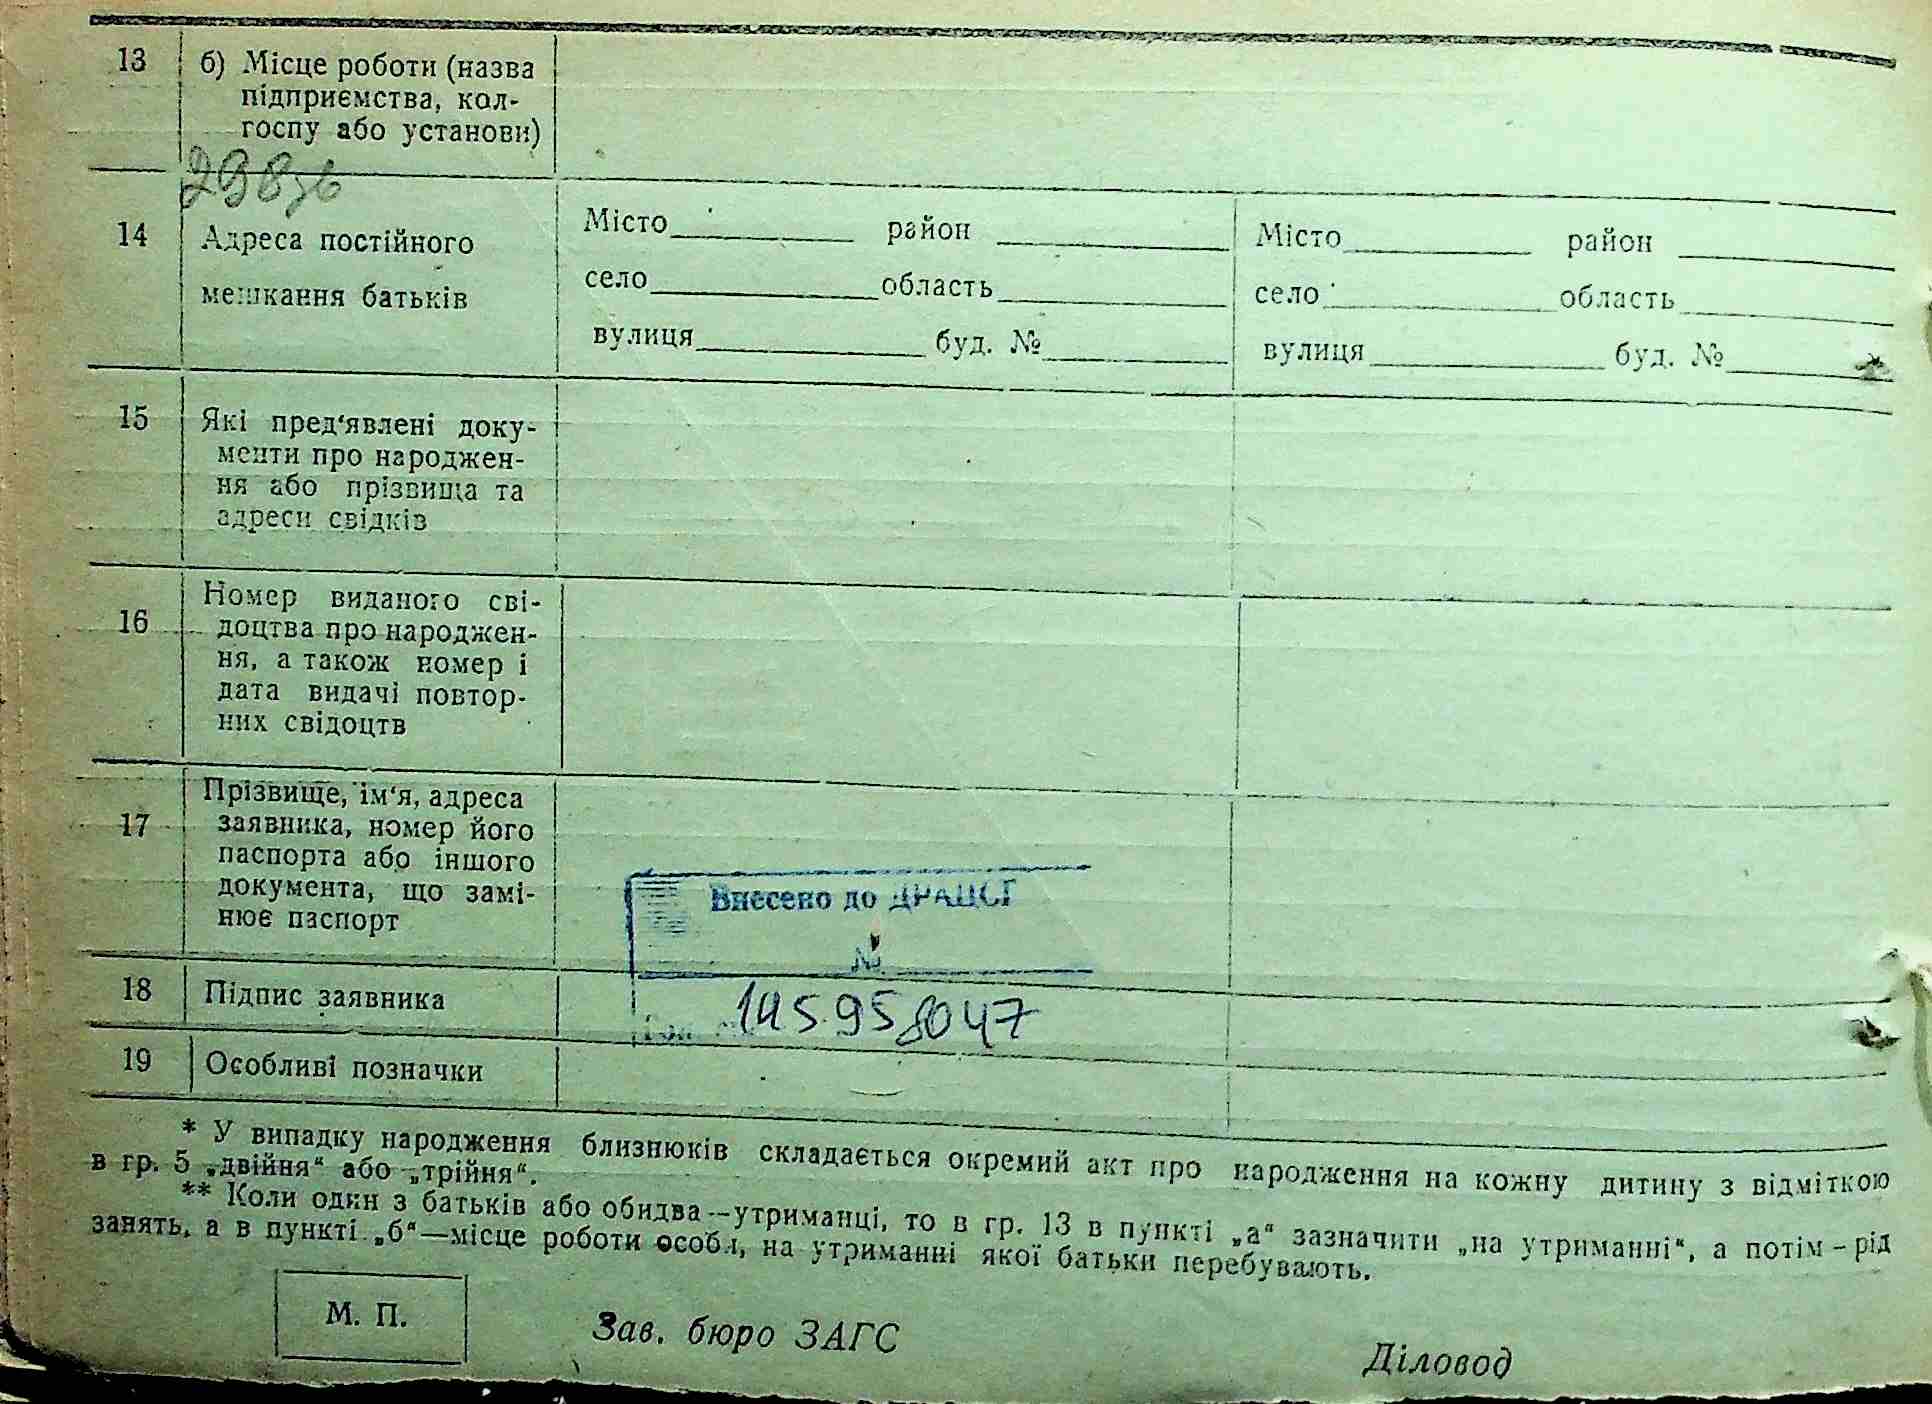 13 б) Місце роботи (назва
підприємства, кол-
госпу або установи)
14 Адреса постійного
мешкання батьків
Місто район
село область
вулиця буд. №
Місто район
село область
вулиця буд. №
15 Які пред‘явлені доку-
менти про народжен-
ня або прізвища та
адреси свідків
16 Номер виданого сві-
доцтва про народжен-
ня, а також номер і
дата видачі повтор-
них свідоцтв
17 Прізвище, ім‘я, адреса
заявника, номер його
паспорта або іншого
документа, що замі-
нює паспорт
Внесено до ДРАЦСГ
№
18 Підпис заявника
145958047
19 Особливі позначки
* У випадку народження близнюків складається окремий акт про народження на кожну дитину з відміткою
в гр. 5 „двійня“ або „трійня“.
** Коли один з батьків або обидва—утриманці, то в гр. 13 в пункті „а“ зазначити „на утриманні“, а потім—рід
занять, а в пункті „б“—місце роботи особи, на утриманні якої батьки перебувають.
М. П.
Зав. бюро ЗАГС
Діловод